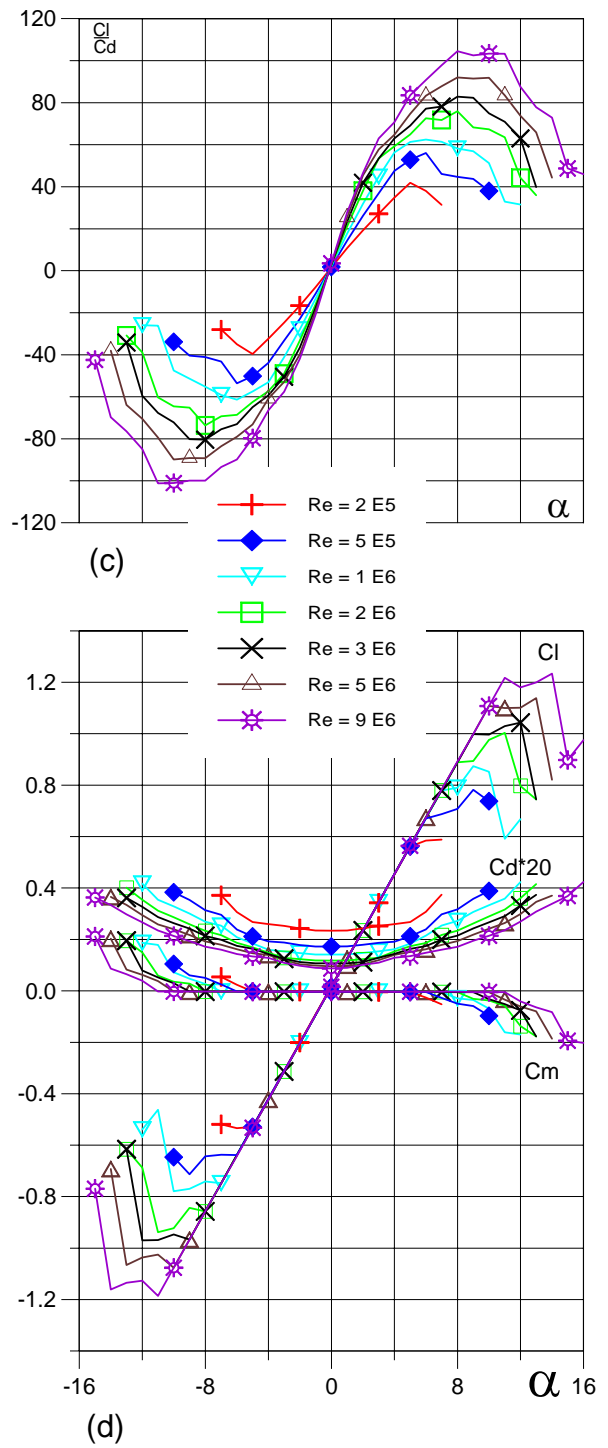 120
Cl
Cd
80
40
0
-40
-80
-120
α
(c)
Re = 2 E5
Re = 5 E5
Re = 1 E6
Re = 2 E6
Re = 3 E6
Re = 5 E6
Re = 9 E6
Cl
1.2
0.8
Cd*20
0.4
0.0
Cm
-0.4
-0.8
-1.2
-16 -8 0 8 α 16
(d)